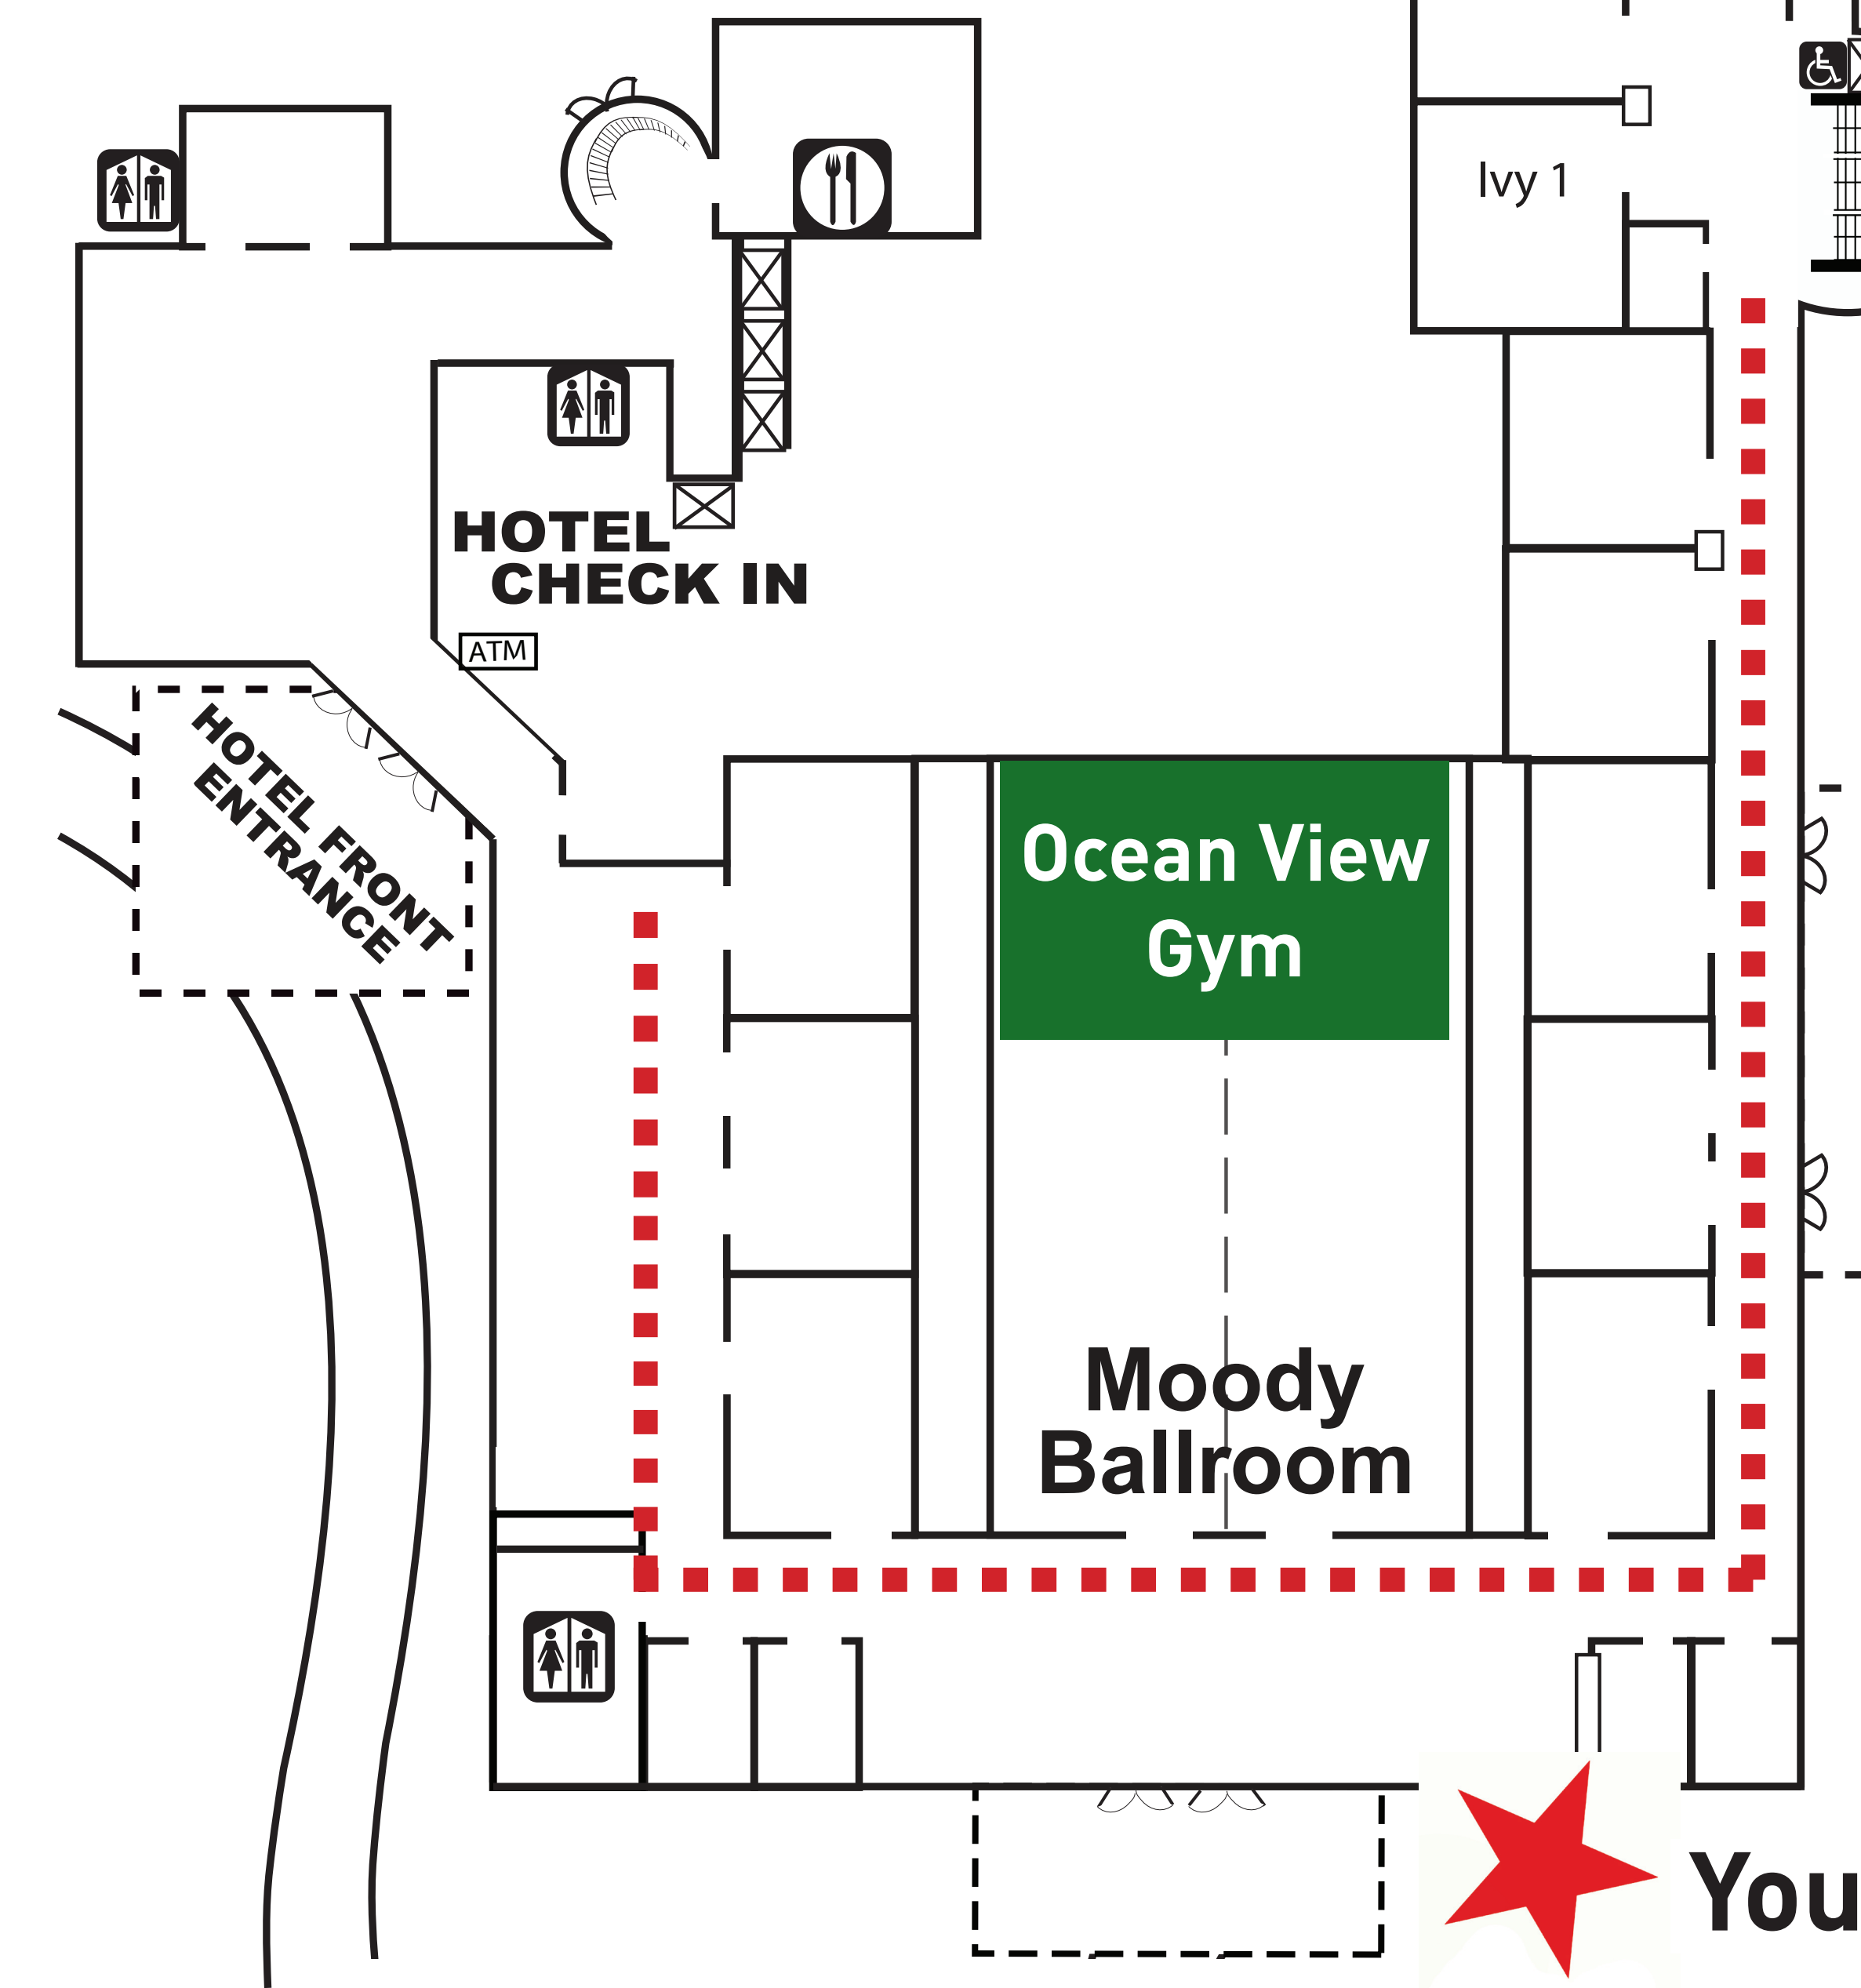 Ivy 1
HOTEL
CHECK IN
ATM
HOTEL FRONT
ENTRANCE
Ocean View
Gym
Moody
Ballroom
You